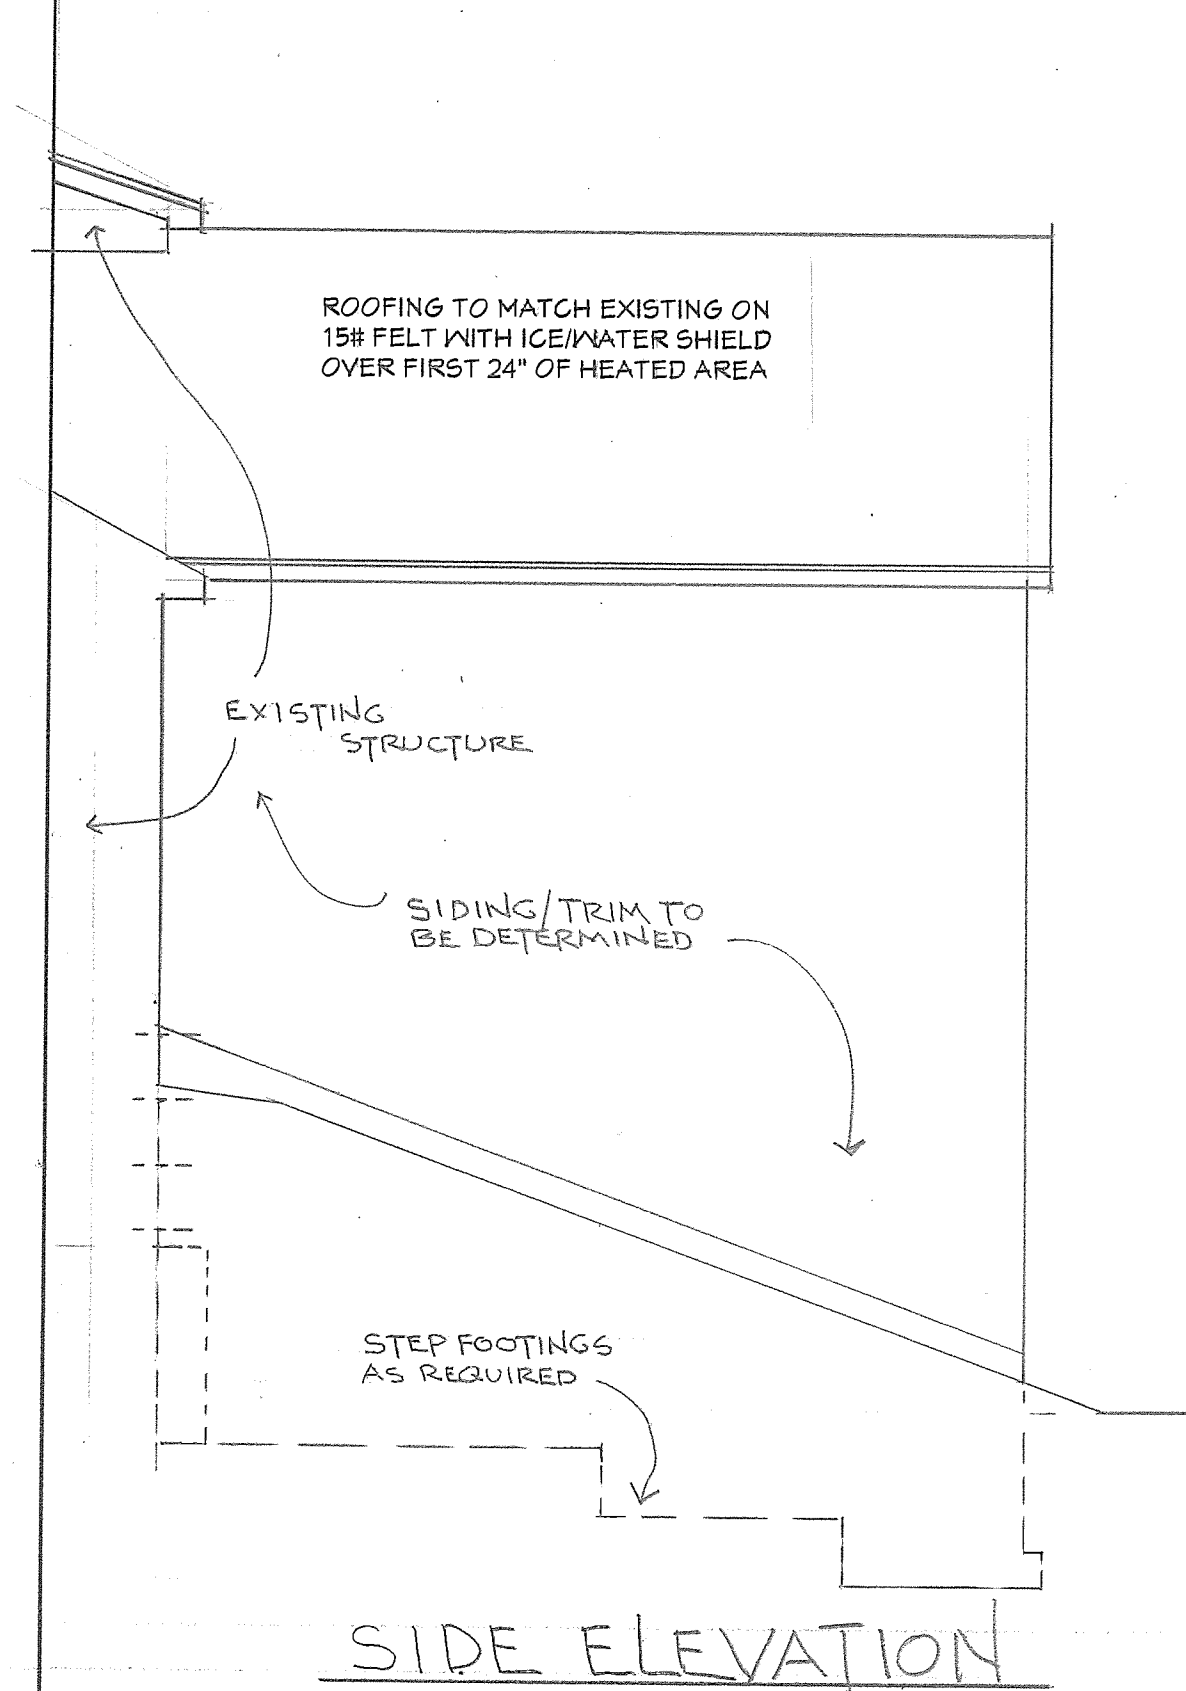 ROOFING TO MATCH EXISTING ON
15# FELT WITH ICE/WATER SHIELD
OVER FIRST 24" OF HEATED AREA
EXISTING
STRUCTURE
SIDING/TRIM TO
BE DETERMINED
STEP FOOTINGS
AS REQUIRED
SIDE ELEVATION